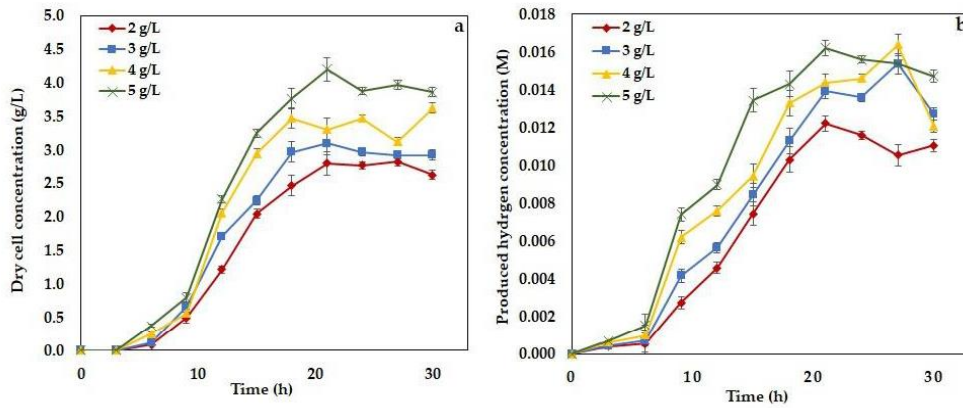 a
2 g/L
3 g/L
4 g/L
5 g/L
Dry cell concentration (g/L)
5.0
4.5
4.0
3.5
3.0
2.5
2.0
1.5
1.0
0.5
0.0
0
10
20
30
Time (h)
b
2 g/L
3 g/L
4 g/L
5 g/L
Produced hydrgen concentration (M)
0.018
0.016
0.014
0.012
0.010
0.008
0.006
0.004
0.002
0.000
0
10
20
30
Time (h)